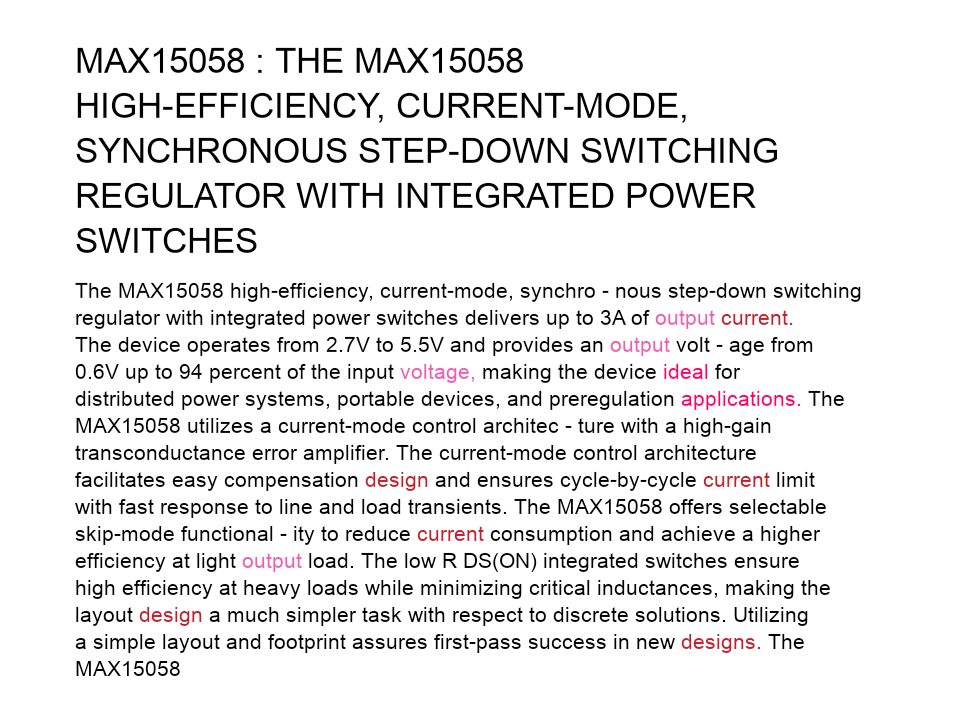 MAX15058 : THE MAX15058
HIGH-EFFICIENCY, CURRENT-MODE,
SYNCHRONOUS STEP-DOWN SWITCHING
REGULATOR WITH INTEGRATED POWER
SWITCHES
The MAX15058 high-efficiency, current-mode, synchro - nous step-down switching
regulator with integrated power switches delivers up to 3A of output current.
The device operates from 2.7V to 5.5V and provides an output volt - age from
0.6V up to 94 percent of the input voltage, making the device ideal for
distributed power systems, portable devices, and preregulation applications. The
MAX15058 utilizes a current-mode control architec - ture with a high-gain
transconductance error amplifier. The current-mode control architecture
facilitates easy compensation design and ensures cycle-by-cycle current limit
with fast response to line and load transients. The MAX15058 offers selectable
skip-mode functional - ity to reduce current consumption and achieve a higher
efficiency at light output load. The low R DS(ON) integrated switches ensure
high efficiency at heavy loads while minimizing critical inductances, making the
layout design a much simpler task with respect to discrete solutions. Utilizing
a simple layout and footprint assures first-pass success in new designs. The
MAX15058